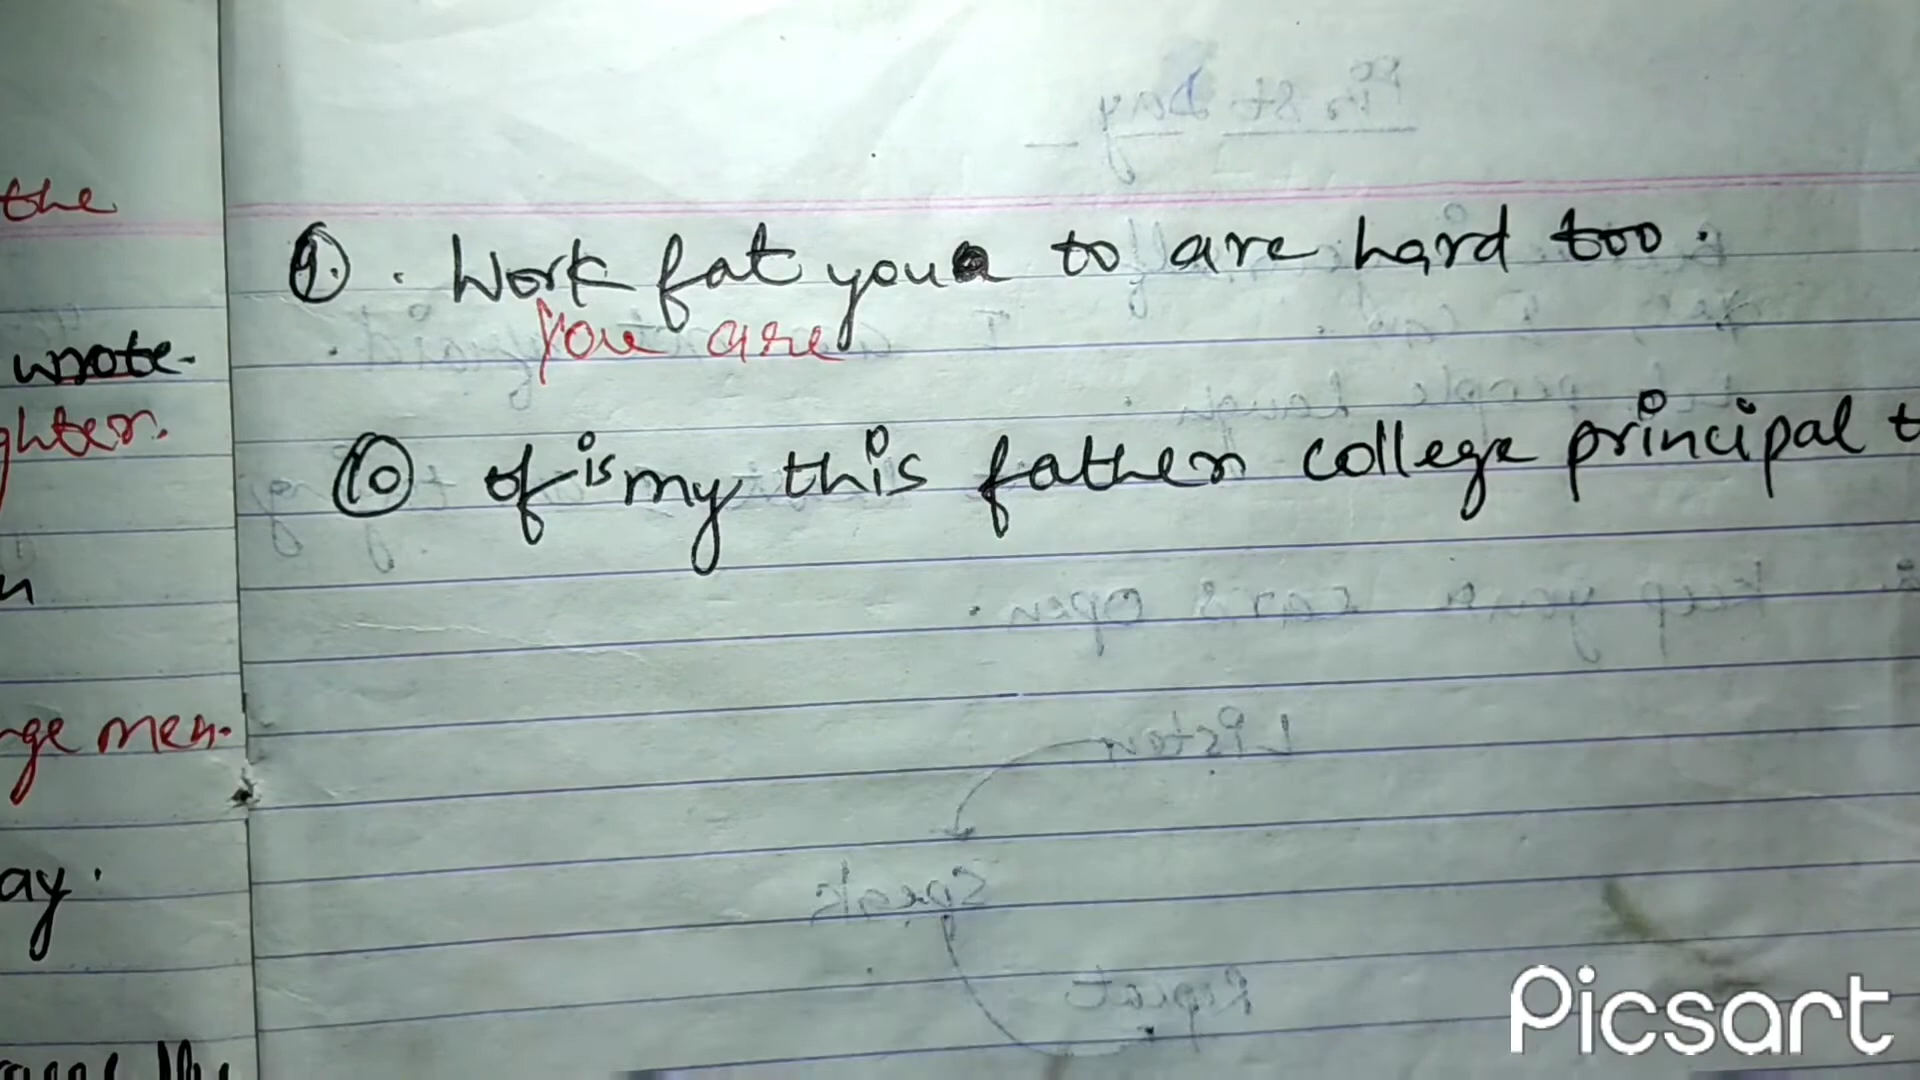 the
9. . Work fat you to are hard too.
You are
wrote.
ghter.
10 of is my this father college principal t
n
rge men.
ay.
Picsart